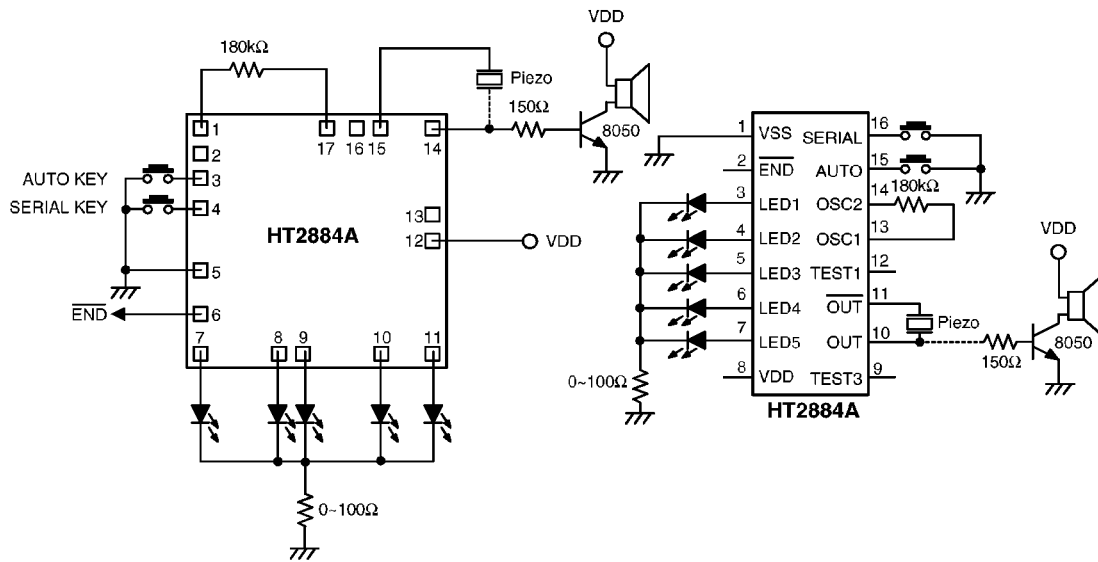 VDD
180kΩ
Piezo
150Ω
8050
1
17
16
15
14
2
AUTO KEY
3
SERIAL KEY
4
13
HT2884A
12
VDD
5
END
6
7
8
9
10
11
0~100Ω
1
VSS
SERIAL
16
2
END
AUTO
15
180kΩ
3
LED1
OSC2
14
4
LED2
OSC1
13
5
LED3
TEST1
12
6
LED4
OUT
11
Piezo
7
LED5
OUT
10
150Ω
8050
VDD
0~100Ω
8
VDD
TEST3
9
HT2884A